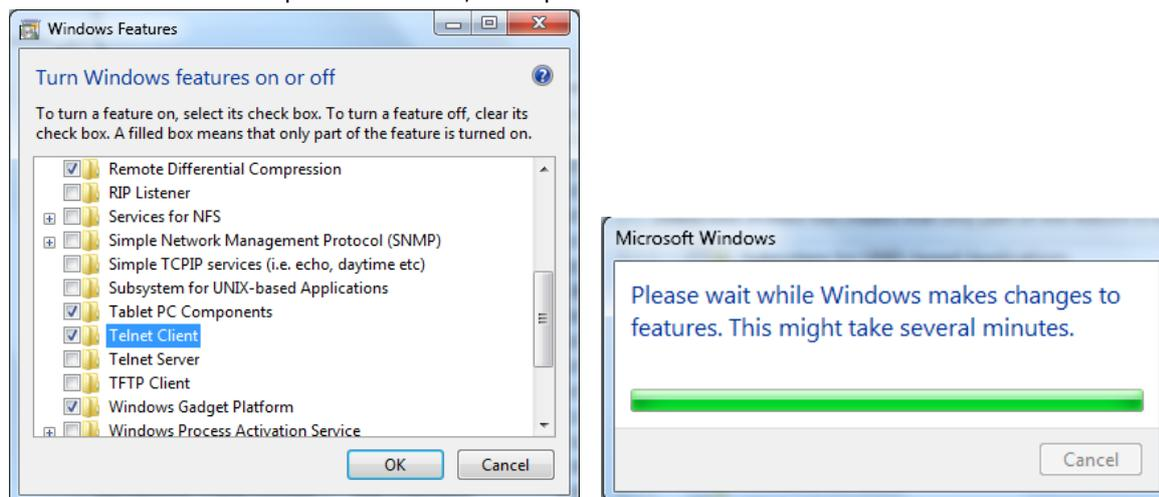 Windows Features
Turn Windows features on or off
To turn a feature on, select its check box. To turn a feature off, clear its
check box. A filled box means that only part of the feature is turned on.
Remote Differential Compression
RIP Listener
Services for NFS
Simple Network Management Protocol (SNMP)
Simple TCPIP services (i.e. echo, daytime etc)
Subsystem for UNIX-based Applications
Tablet PC Components
Telnet Client
Telnet Server
TFTP Client
Windows Gadget Platform
Windows Process Activation Service
OK
Cancel
Microsoft Windows
Please wait while Windows makes changes to
features. This might take several minutes.
Cancel